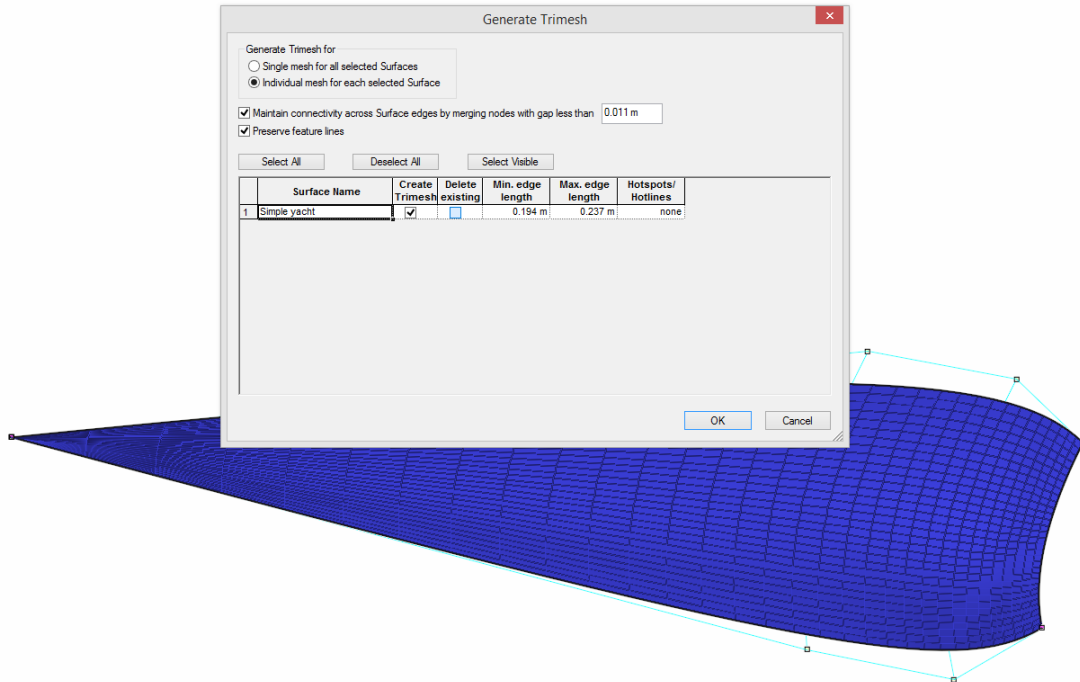 Generate Trimesh
Generate Trimesh for
Single mesh for all selected Surfaces
Individual mesh for each selected Surface
Maintain connectivity across Surface edges by merging nodes with gap less than 0.011 m
Preserve feature lines
Select All Deselect All Select Visible
Surface Name Create Trimesh Delete existing Min. edge length Max. edge length Hotspots/ Hotlines
1 Simple yacht 0.194 m 0.237 m none
OK Cancel